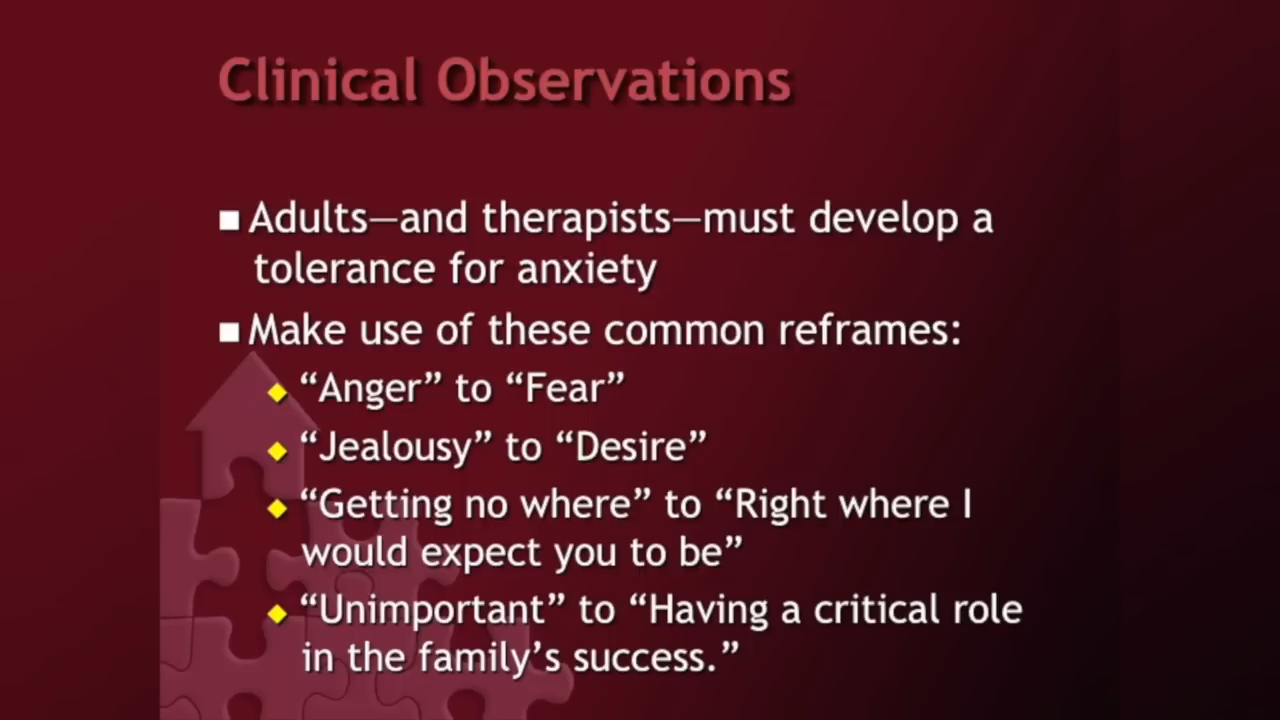 Clinical Observations
■ Adults—and therapists—must develop a
tolerance for anxiety
■ Make use of these common reframes:
◆ “Anger” to “Fear”
◆ “Jealousy” to “Desire”
◆ “Getting no where” to “Right where I
would expect you to be”
◆ “Unimportant” to “Having a critical role
in the family’s success.”